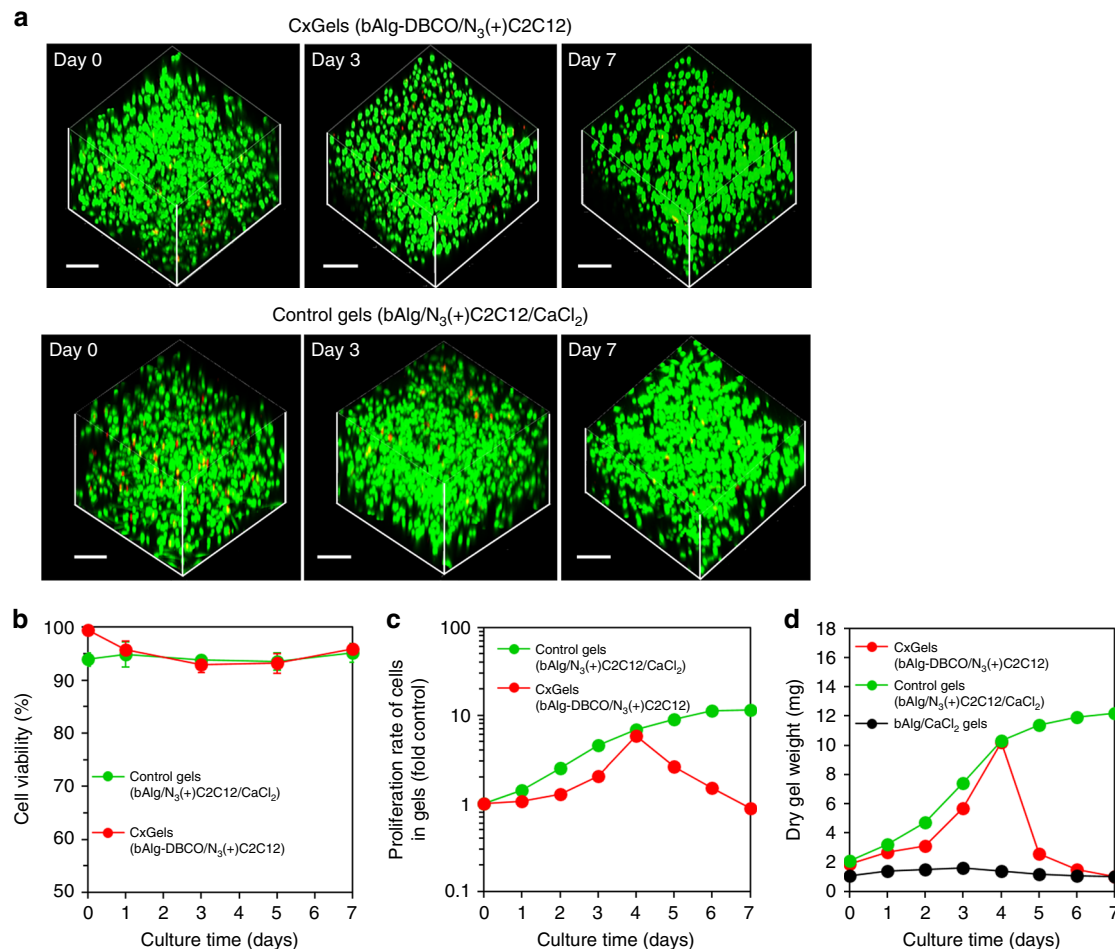 a
CxGels (bAlg-DBCO/N₃(+)C2C12)
Day 0
Day 3
Day 7
Control gels (bAlg/N₃(+)C2C12/CaCl₂)
Day 0
Day 3
Day 7
b
100
90
80
70
60
50
Cell viability (%)
Control gels
(bAlg/N₃(+)C2C12/CaCl₂)
CxGels
(bAlg-DBCO/N₃(+)C2C12)
0 1 3 5 7
Culture time (days)
c
100
10
1
0.1
Proliferation rate of cells
in gels (fold control)
Control gels
(bAlg/N₃(+)C2C12/CaCl₂)
CxGels
(bAlg-DBCO/N₃(+)C2C12)
0 1 2 3 4 5 6 7
Culture time (days)
d
18
16
14
12
10
8
6
4
2
0
Dry gel weight (mg)
CxGels
(bAlg-DBCO/N₃(+)C2C12)
Control gels
(bAlg/N₃(+)C2C12/CaCl₂)
bAlg/CaCl₂ gels
0 1 2 3 4 5 6 7
Culture time (days)